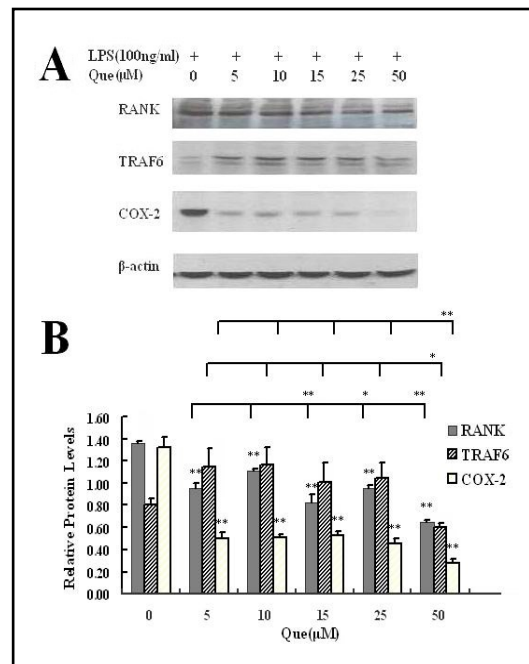 A
LPS(100ng/ml) + + + + + +
Que(μM) 0 5 10 15 25 50
RANK
TRAF6
COX-2
β-actin
B
**
*
** * **
1.60
1.40
1.20
1.00
0.80
0.60
0.40
0.20
0.00
Relative Protein Levels
** ** ** **
** ** ** ** **
RANK
TRAF6
COX-2
0 5 10 15 25 50
Que(μM)